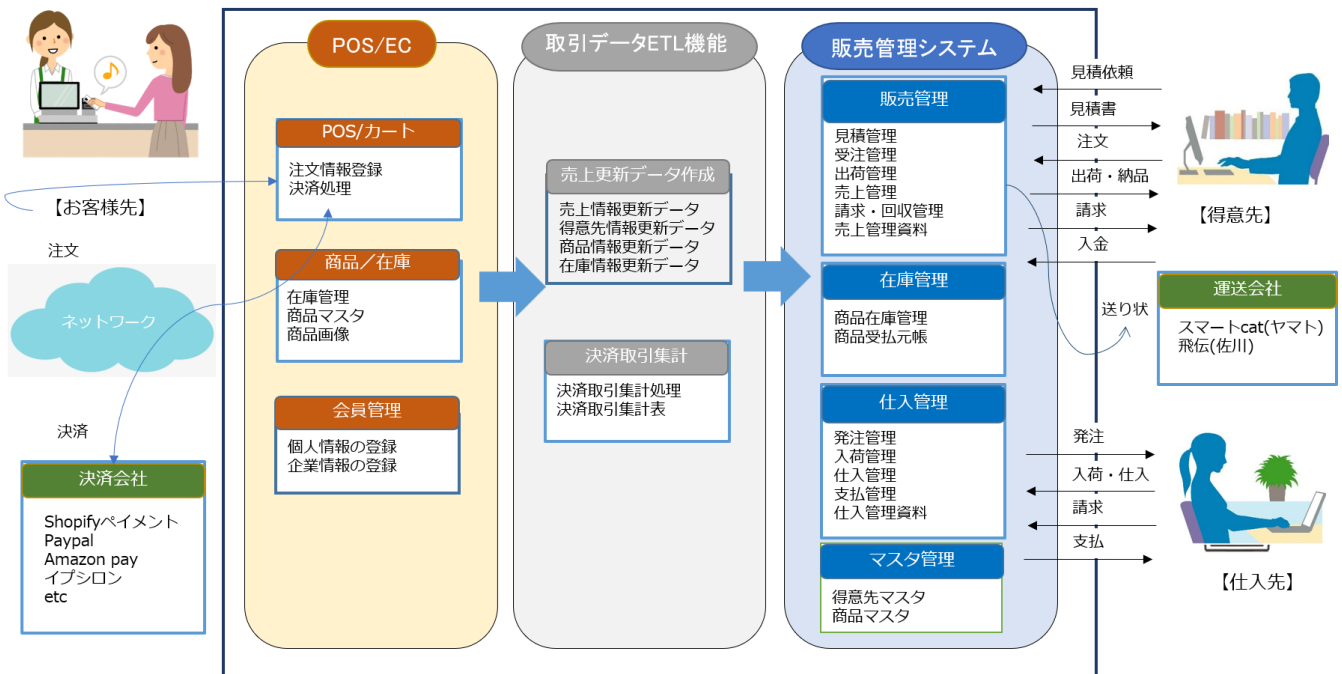 【お客様先】
注文
ネットワーク
決済
決済会社
Shopifyペイメント
Paypal
Amazon pay
イプシロン
etc
POS/EC
POS/カート
注文情報登録
決済処理
商品／在庫
在庫管理
商品マスタ
商品画像
会員管理
個人情報の登録
企業情報の登録
取引データETL機能
売上更新データ作成
売上情報更新データ
得意先情報更新データ
商品情報更新データ
在庫情報更新データ
決済取引集計
決済取引集計処理
決済取引集計表
販売管理システム
販売管理
見積管理
受注管理
出荷管理
売上管理
請求・回収管理
売上管理資料
在庫管理
商品在庫管理
商品受払元帳
仕入管理
発注管理
入荷管理
仕入管理
支払管理
仕入管理資料
マスタ管理
得意先マスタ
商品マスタ
見積依頼
見積書
注文
出荷・納品
請求
入金
【得意先】
送り状
運送会社
スマートcat(ヤマト)
飛伝(佐川)
発注
入荷・仕入
請求
支払
【仕入先】